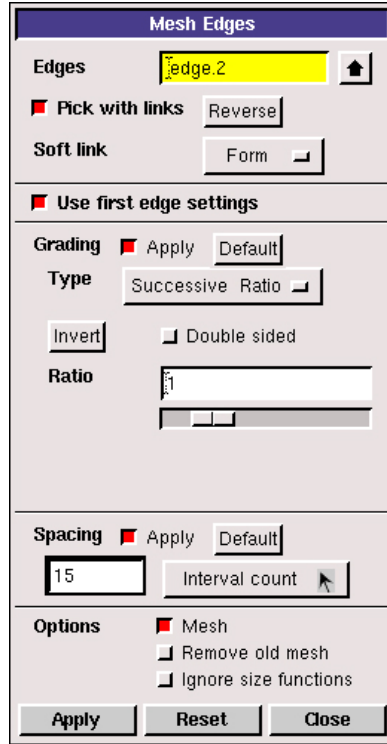 Mesh Edges
Edges edge.2
Pick with links Reverse
Soft link Form
Use first edge settings
Grading Apply Default
Type Successive Ratio
Invert Double sided
Ratio 1
Spacing Apply Default
15 Interval count
Options Mesh
Remove old mesh
Ignore size functions
Apply Reset Close